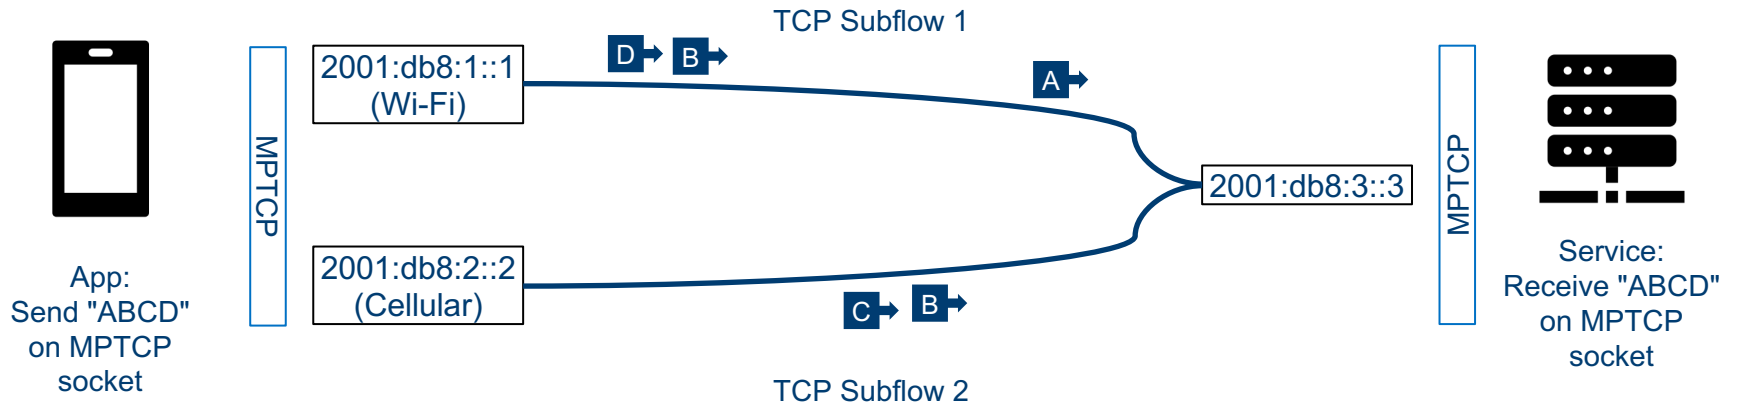 TCP Subflow 1
D
B
A
2001:db8:1::1
(Wi-Fi)
MPTCP
2001:db8:3::3
MPTCP
2001:db8:2::2
(Cellular)
C
B
App:
Send "ABCD"
on MPTCP
socket
Service:
Receive "ABCD"
on MPTCP
socket
TCP Subflow 2